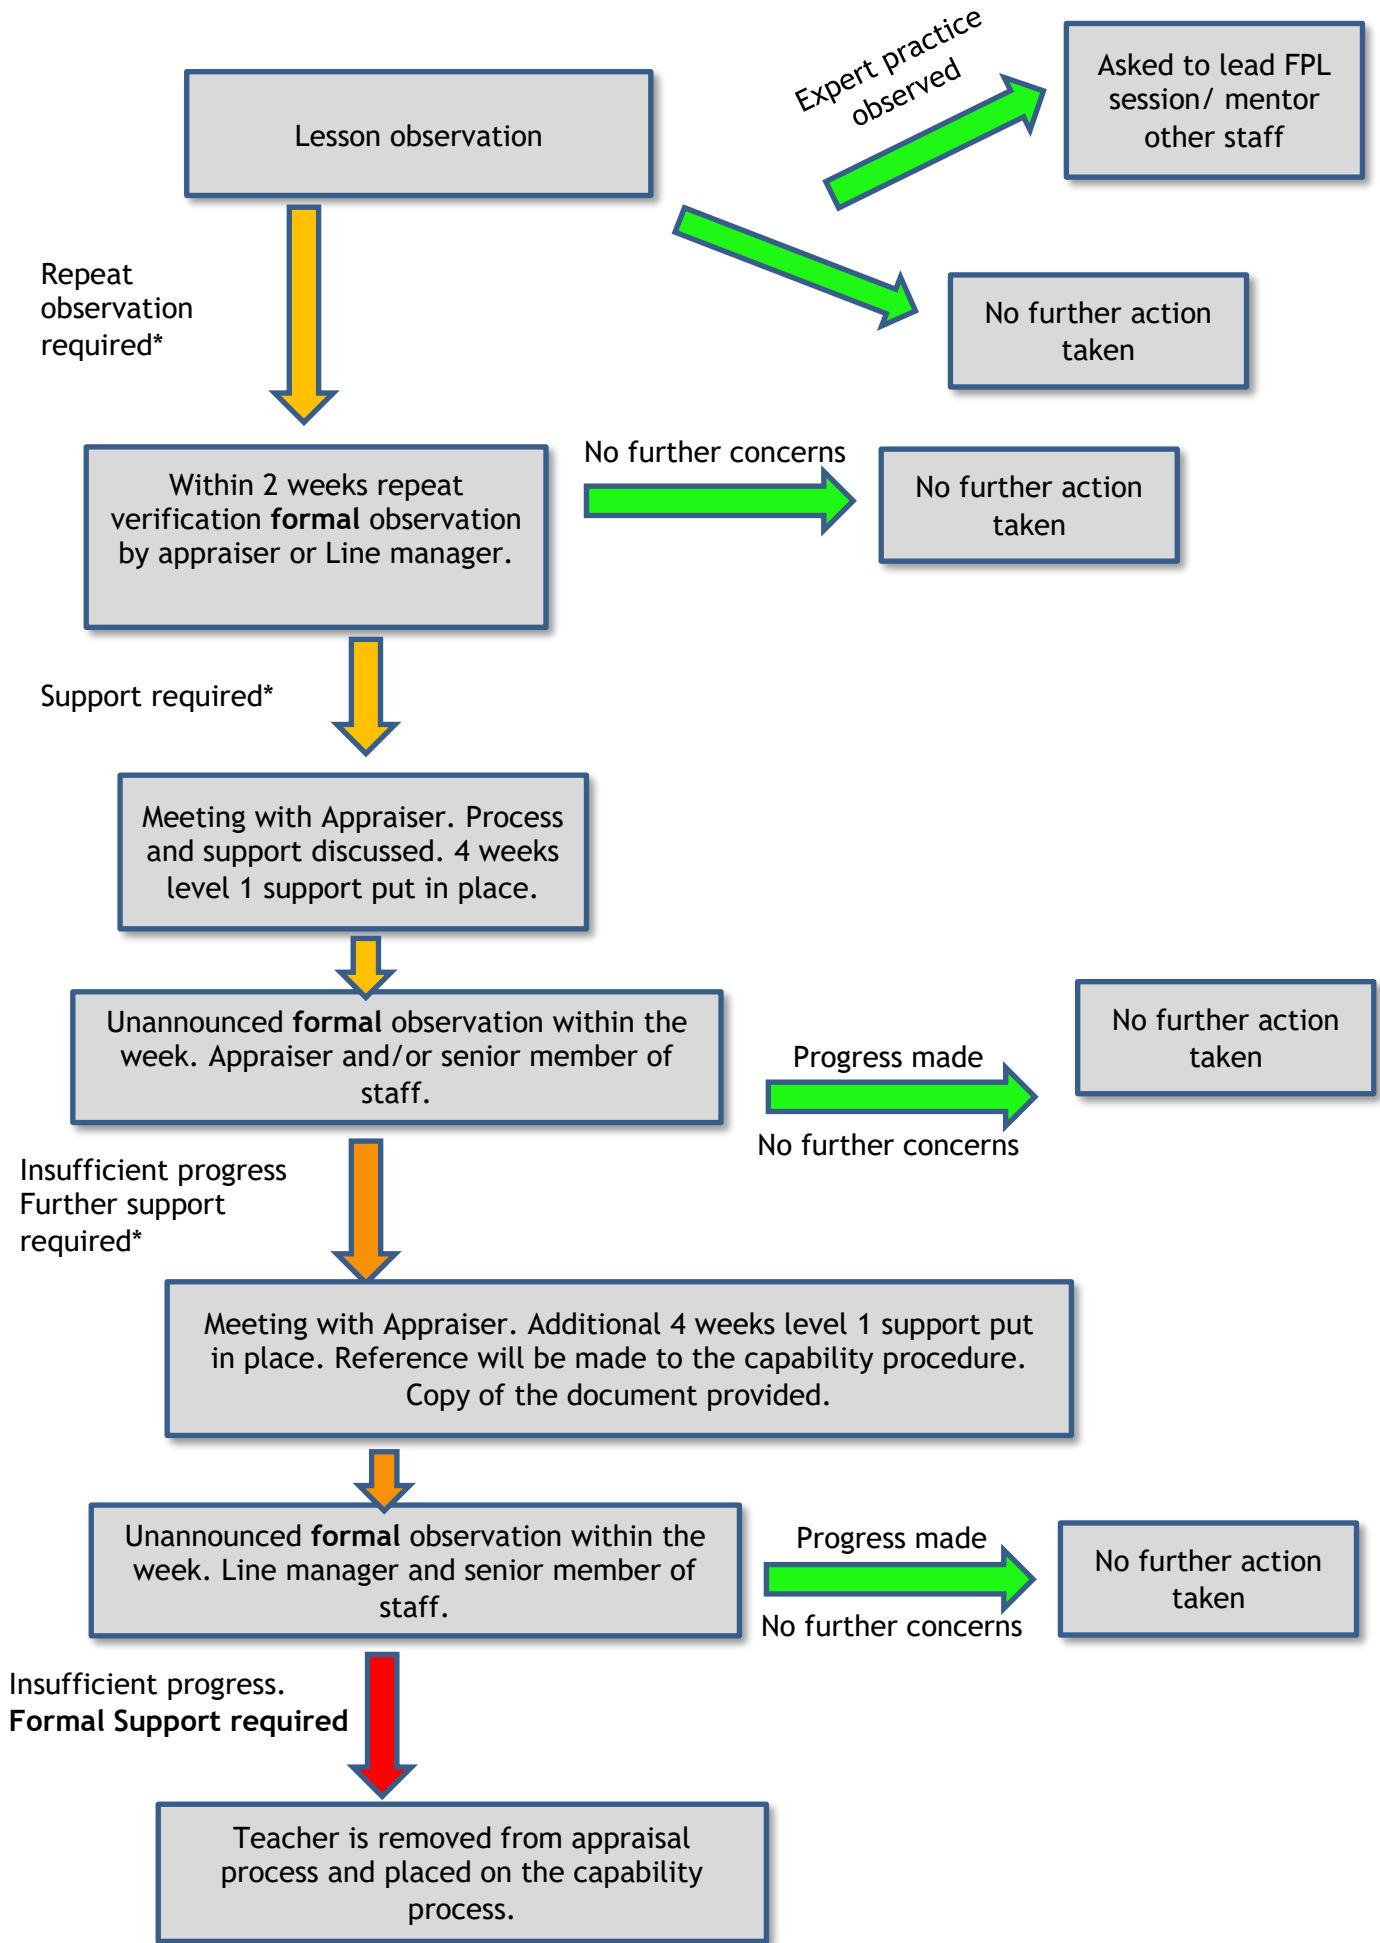 Expert practice
observed
Asked to lead FPL
session/ mentor
other staff
Lesson observation
Repeat
observation
required*
No further action
taken
Within 2 weeks repeat
verification formal observation
by appraiser or Line manager.
No further concerns
No further action
taken
Support required*
Meeting with Appraiser. Process
and support discussed. 4 weeks
level 1 support put in place.
Unannounced formal observation within the
week. Appraiser and/or senior member of
staff.
Progress made
No further concerns
No further action
taken
Insufficient progress
Further support
required*
Meeting with Appraiser. Additional 4 weeks level 1 support put
in place. Reference will be made to the capability procedure.
Copy of the document provided.
Unannounced formal observation within the
week. Line manager and senior member of
staff.
Progress made
No further concerns
No further action
taken
Insufficient progress.
Formal Support required
Teacher is removed from appraisal
process and placed on the capability
process.